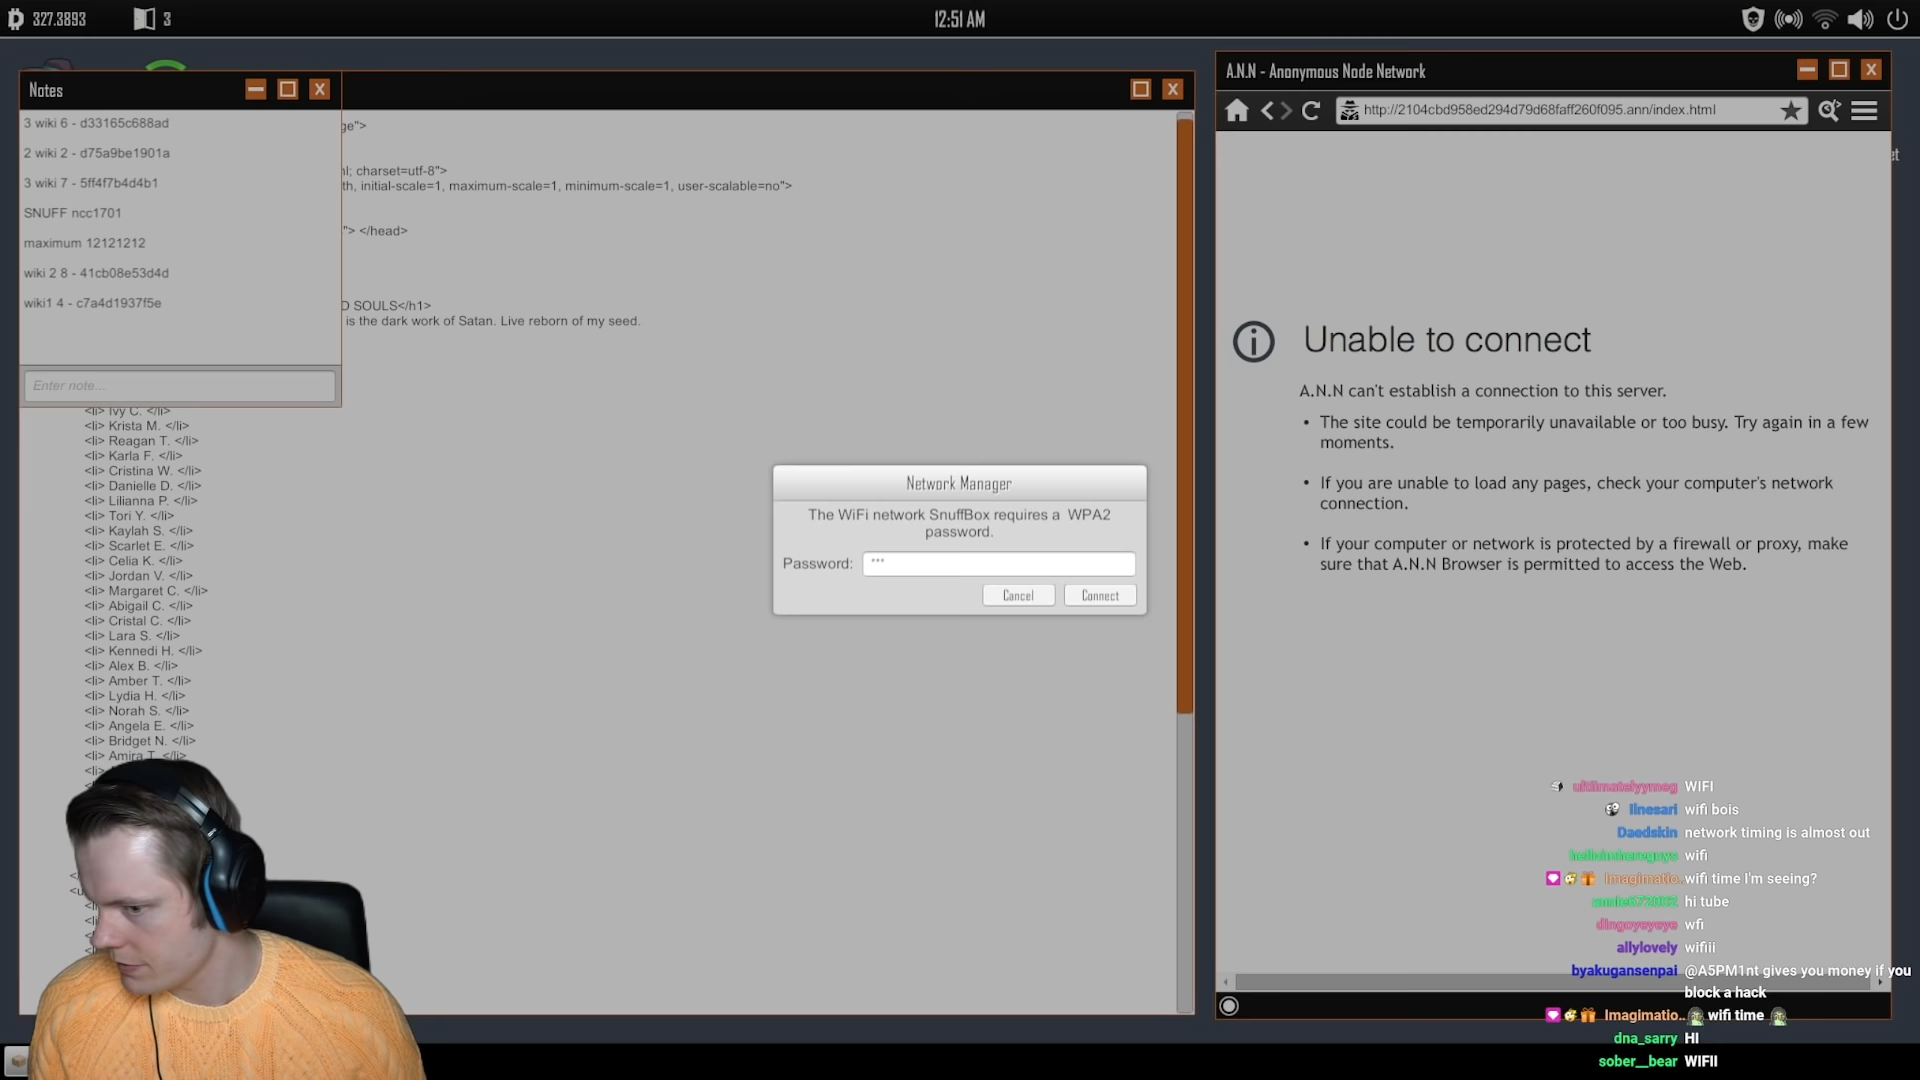 327.3893
3
12:51 AM
Notes
3 wiki 6 - d33165c688ad
2 wiki 2 - d75a9be1901a
3 wiki 7 - 5ff4f7b4d4b1
SNUFF ncc1701
maximum 12121212
wiki 2 8 - 41cb08e53d4d
wiki1 4 - c7a4d1937f5e
Enter note...
ge">
charset=utf-8">
initial-scale=1, maximum-scale=1, minimum-scale=1, user-scalable=no">
"> </head>
SOULS</h1>
is the dark work of Satan. Live reborn of my seed.
<li> Ivy C. </li>
<li> Krista M. </li>
<li> Reagan T. </li>
<li> Karla F. </li>
<li> Cristina W. </li>
<li> Danielle D. </li>
<li> Lilianna P. </li>
<li> Tori Y. </li>
<li> Kaylah S. </li>
<li> Scarlet E. </li>
<li> Celia K. </li>
<li> Jordan V. </li>
<li> Margaret C. </li>
<li> Abigail C. </li>
<li> Cristal C. </li>
<li> Lara S. </li>
<li> Kennedi H. </li>
<li> Alex B. </li>
<li> Amber T. </li>
<li> Lydia H. </li>
<li> Norah S. </li>
<li> Angela E. </li>
<li> Bridget N. </li>
<li> Amira T. </li>
Network Manager
The WiFi network SnuffBox requires a WPA2
password.
Password: ***
Cancel Connect
A.N.N - Anonymous Node Network
http://2104cbd958ed294d79d68faff260f095.ann/index.html
Unable to connect
A.N.N can't establish a connection to this server.
• The site could be temporarily unavailable or too busy. Try again in a few
moments.
• If you are unable to load any pages, check your computer's network
connection.
• If your computer or network is protected by a firewall or proxy, make
sure that A.N.N Browser is permitted to access the Web.
WIFI
wifi bois
Daedskin network timing is almost out
wifi
Imagimatio.. wifi time I'm seeing?
hi tube
dingoyeyeye wfi
allylovely wifiii
byakugansenpai @A5PM1nt gives you money if you
block a hack
Imagimatio.. wifi time
dna_sarry HI
sober__bear WIFII